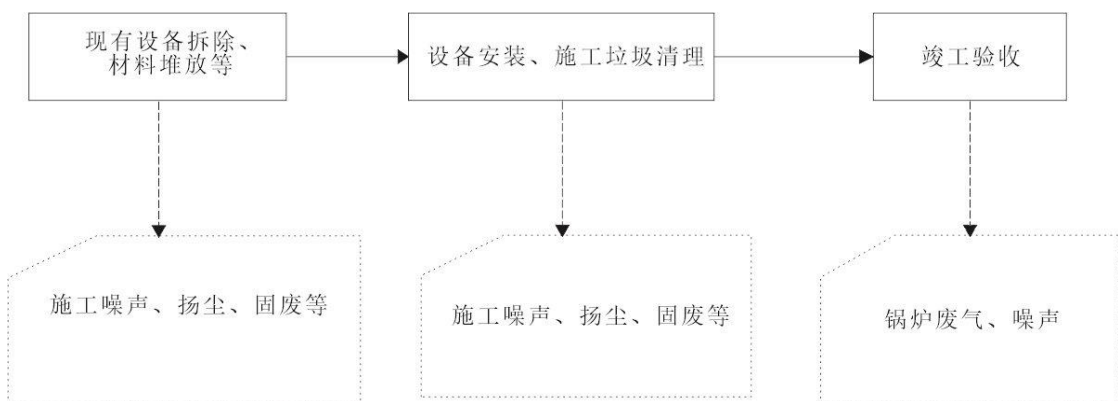 现有设备拆除、
材料堆放等
设备安装、施工垃圾清理
竣工验收
施工噪声、扬尘、固废等
施工噪声、扬尘、固废等
锅炉废气、噪声